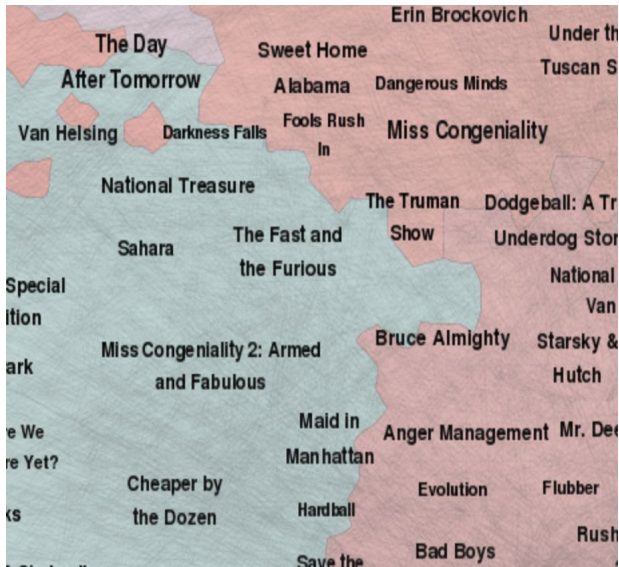 Erin Brockovich
Under th
Tuscan S
The Day
After Tomorrow
Sweet Home
Alabama
Dangerous Minds
Fools Rush
In
Miss Congeniality
Van Helsing
Darkness Falls
National Treasure
The Truman
Show
Dodgeball: A Tr
Underdog Stor
Sahara
The Fast and
the Furious
National
Van
Special
ition
Bruce Almighty
Starsky &
Hutch
Miss Congeniality 2: Armed
and Fabulous
ark
Maid in
Manhattan
Anger Management
Mr. Dee
re We
re Yet?
Cheaper by
the Dozen
Evolution
Flubber
Hardball
ks
Rush
Bad Boys
Save the